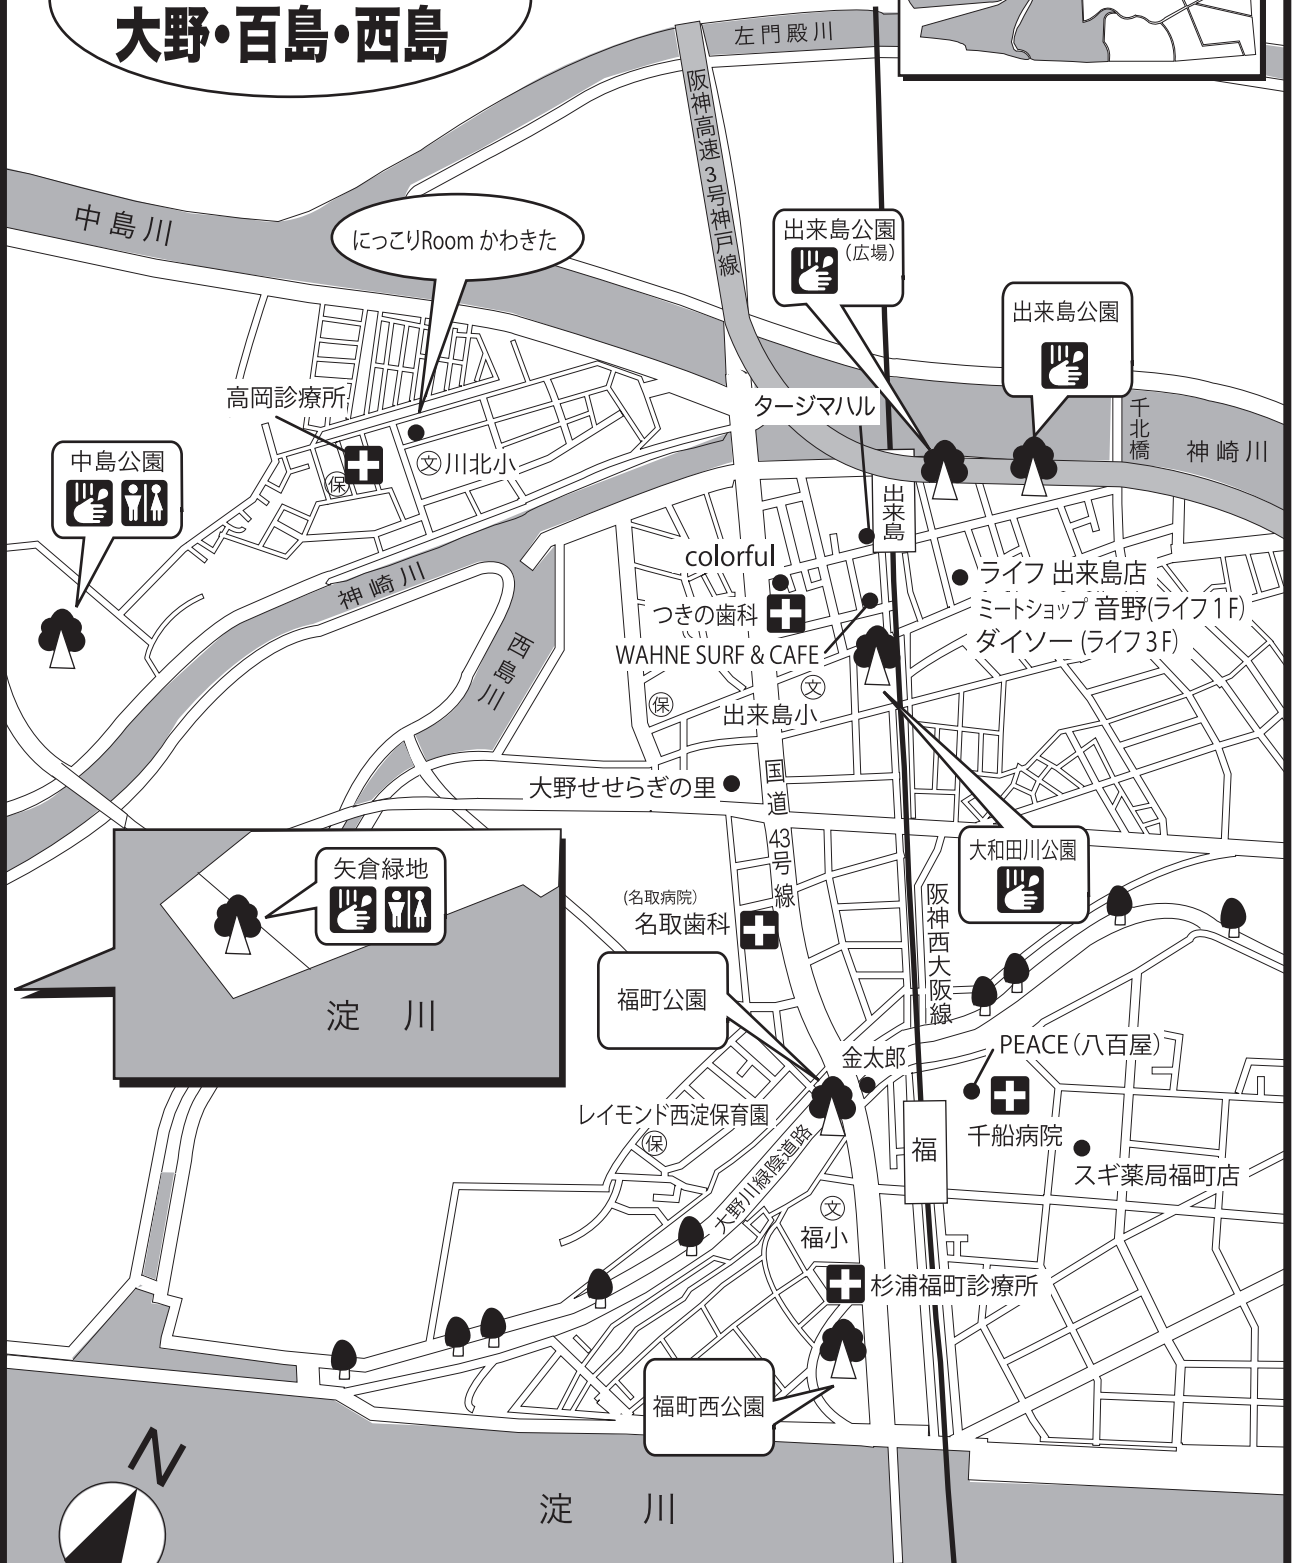 大野・百島・西島
左門殿川
阪神高速3号神戸線
中島川
にっこりRoom かわきた
出来島公園
(広場)
出来島公園
高岡診療所
タージマハル
千北橋
神崎川
中島公園
文 川北小
保
出来島
神崎川
colorful
ライフ 出来島店
ミートショップ 音野(ライフ1F)
ダイソー (ライフ3F)
つきの歯科
WAHNE SURF & CAFE
西島川
保
文
出来島小
大野せせらぎの里
国道43号線
矢倉緑地
大和田川公園
(名取病院)
名取歯科
阪神西大阪線
淀 川
福町公園
金太郎
PEACE(八百屋)
レイモンド西淀保育園
保
千船病院
福
スギ薬局福町店
大野川緑陰道路
文
福小
杉浦福町診療所
福町西公園
N
淀 川